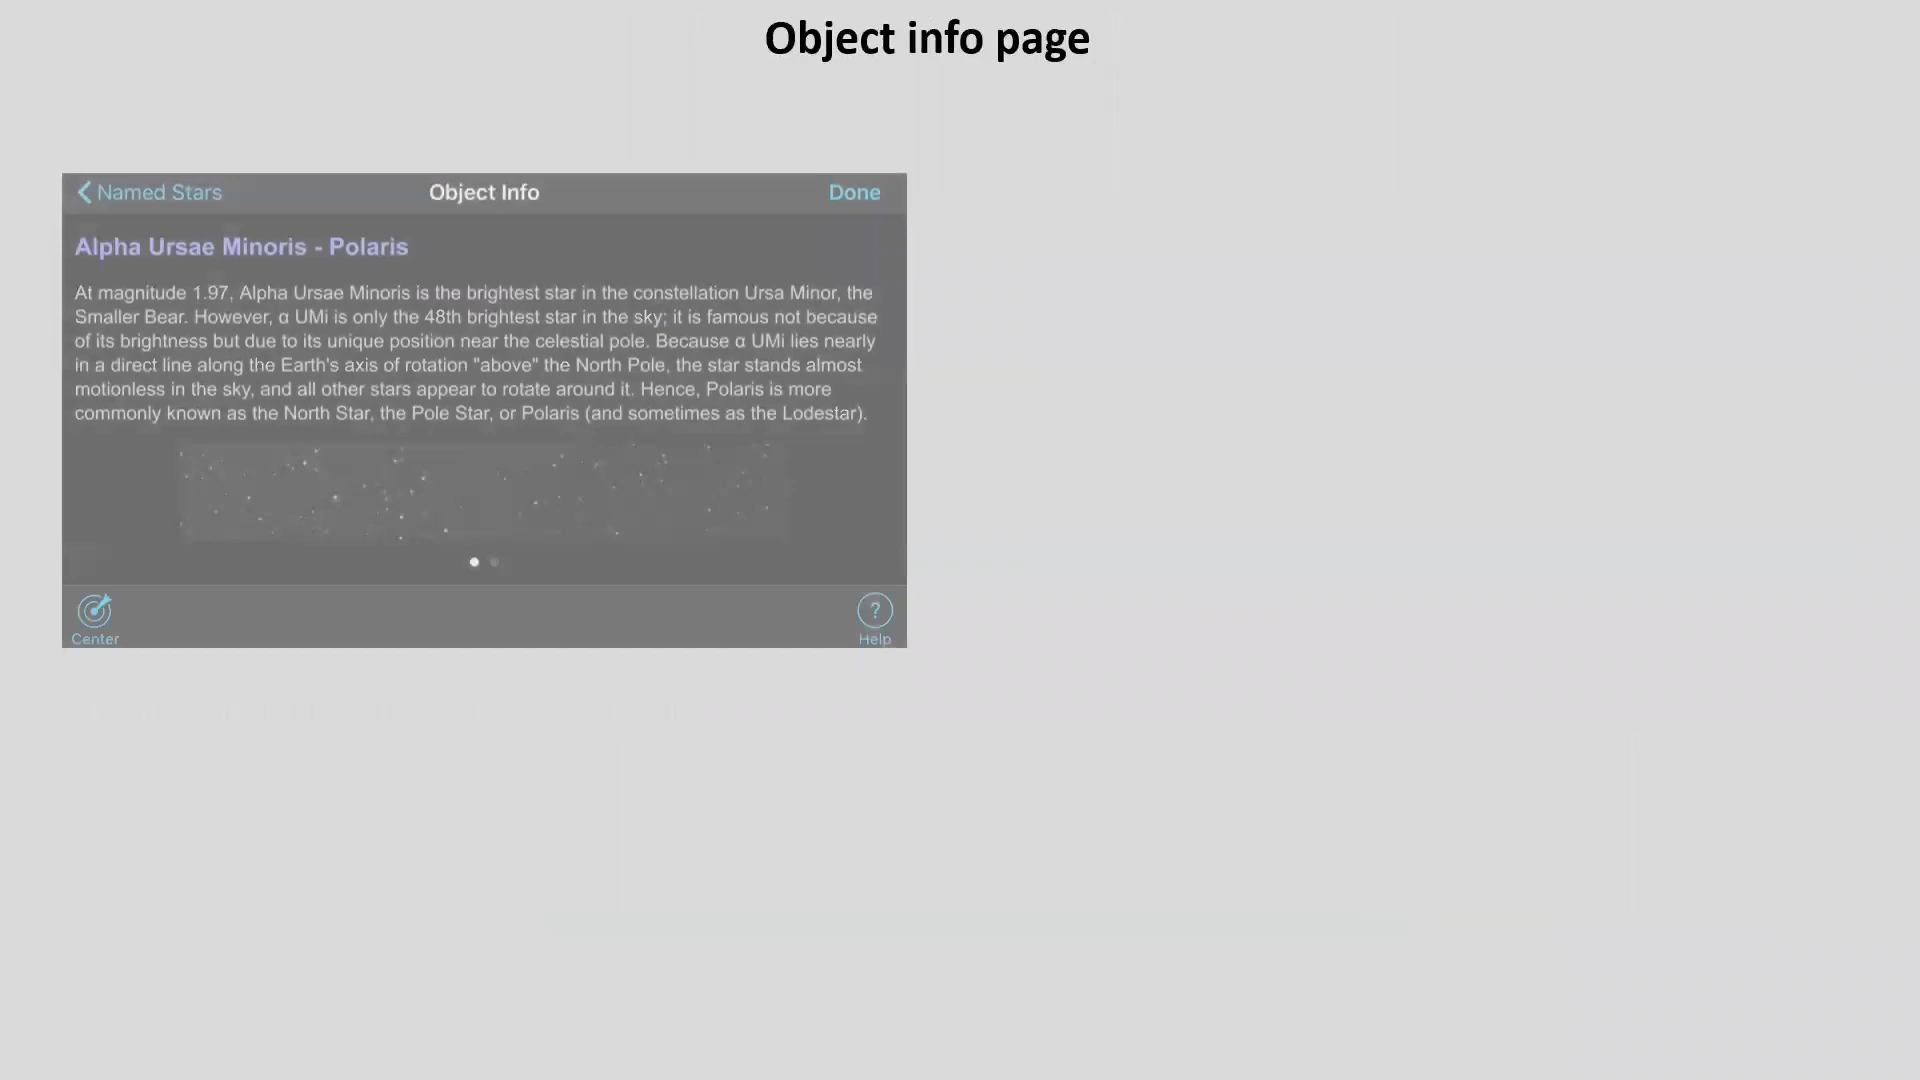 Object info page
Named Stars Object Info Done
Alpha Ursae Minoris - Polaris
At magnitude 1.97, Alpha Ursae Minoris is the brightest star in the constellation Ursa Minor, the
Smaller Bear. However, α UMi is only the 48th brightest star in the sky; it is famous not because
of its brightness but due to its unique position near the celestial pole. Because α UMi lies nearly
in a direct line along the Earth's axis of rotation "above" the North Pole, the star stands almost
motionless in the sky, and all other stars appear to rotate around it. Hence, Polaris is more
commonly known as the North Star, the Pole Star, or Polaris (and sometimes as the Lodestar).
?
Center Help